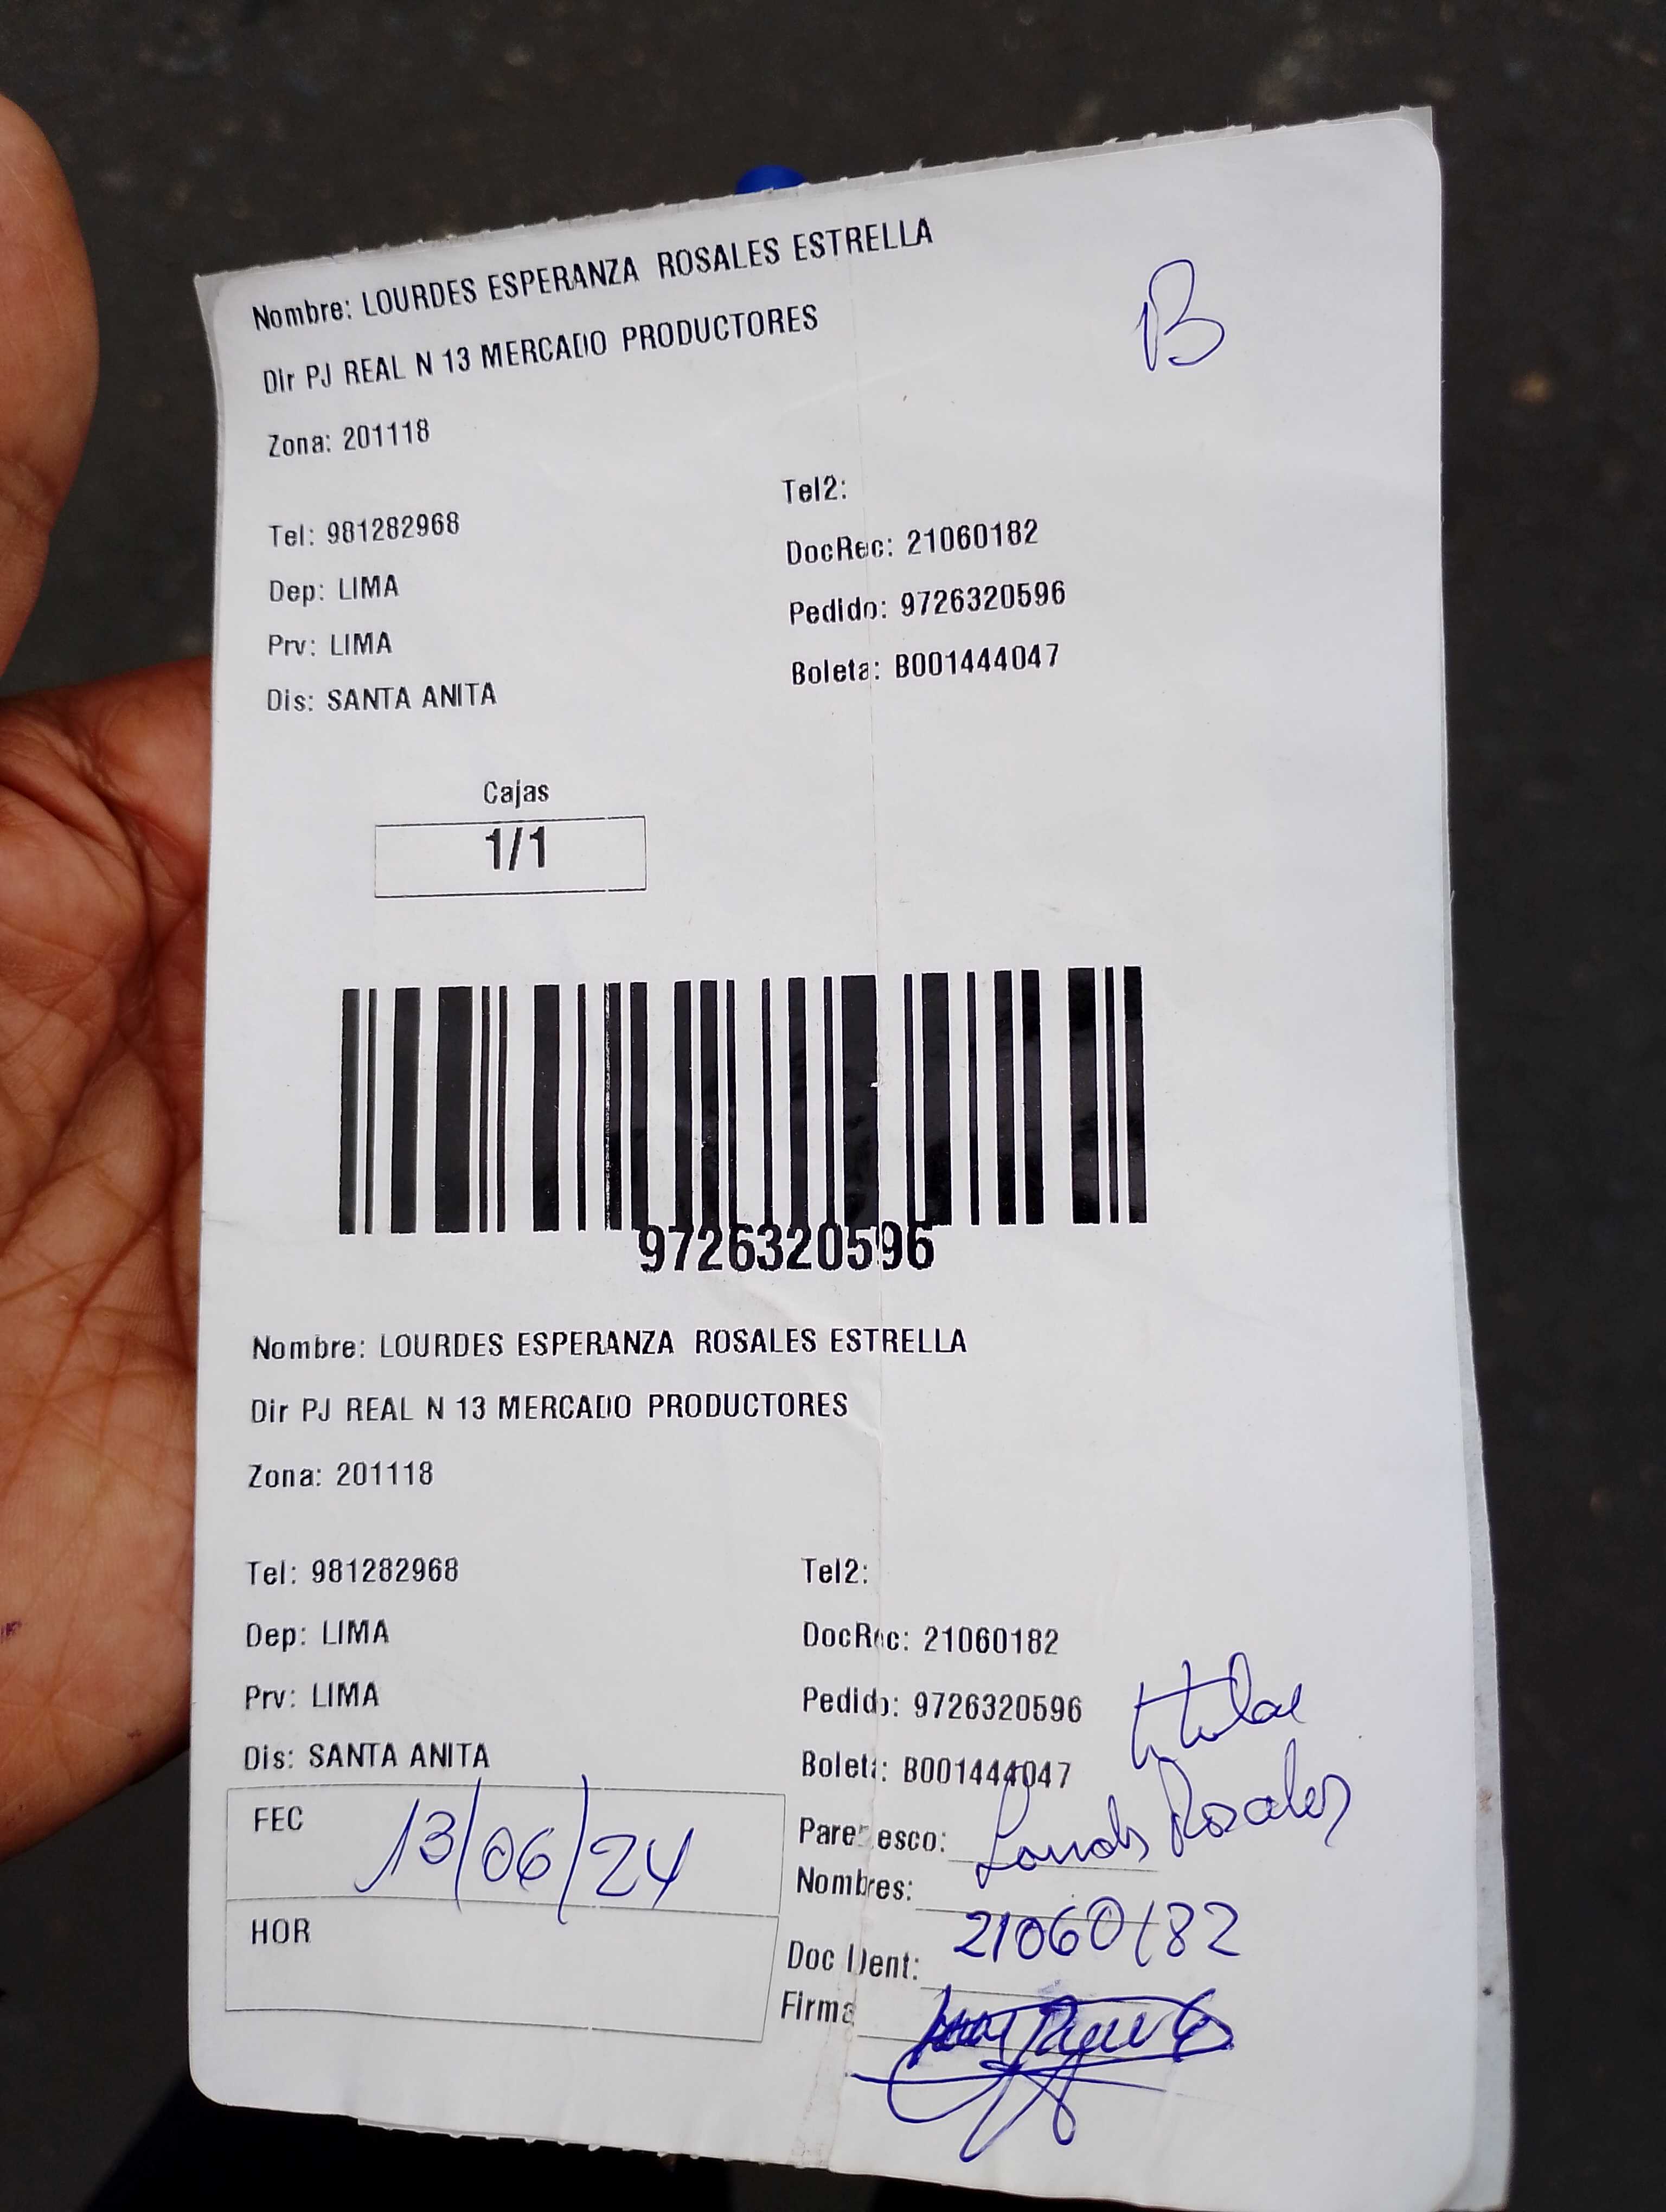 Nombre: LOURDES ESPERANZA ROSALES ESTRELLA
Dir PJ REAL N 13 MERCADO PRODUCTORES
B
Zona: 201118
Tel2:
Tel: 981282968
DocRec: 21060182
Dep: LIMA
Pedido: 9726320596
Prv: LIMA
Boleta: B001444047
Dis: SANTA ANITA
Cajas
1/1
9726320596
Nombre: LOURDES ESPERANZA ROSALES ESTRELLA
Dir PJ REAL N 13 MERCADO PRODUCTORES
Zona: 201118
Tel: 981282968
Tel2:
Dep: LIMA
DocRec: 21060182
Prv: LIMA
Pedido: 9726320596
titular
Dis: SANTA ANITA
Boleta: B001444047
FEC 13/06/24
Parentesco: Lourdes Rosales
Nombres:
HOR
Doc Ident: 21060182
Firma